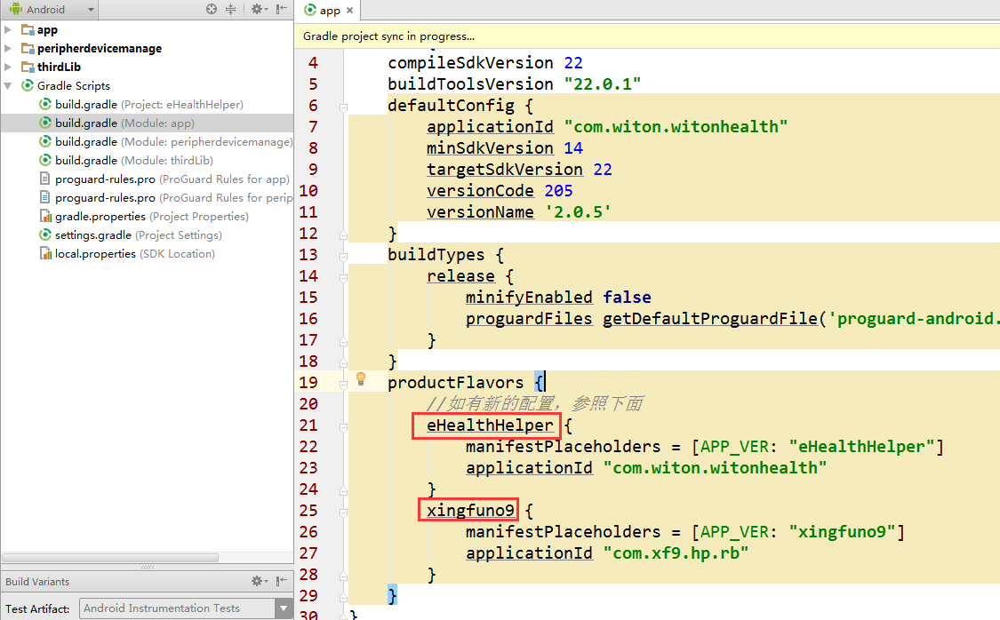 Android
app
peripherdevicemanage
thirdLib
Gradle Scripts
build.gradle (Project: eHealthHelper)
build.gradle (Module: app)
build.gradle (Module: peripherdevicemanage)
build.gradle (Module: thirdLib)
proguard-rules.pro (ProGuard Rules for app)
proguard-rules.pro (ProGuard Rules for perip
gradle.properties (Project Properties)
settings.gradle (Project Settings)
local.properties (SDK Location)
Build Variants
Test Artifact: Android Instrumentation Tests
app
Gradle project sync in progress...
4 compileSdkVersion 22
5 buildToolsVersion "22.0.1"
6 defaultConfig {
7 applicationId "com.witon.witonhealth"
8 minSdkVersion 14
9 targetSdkVersion 22
10 versionCode 205
11 versionName '2.0.5'
12 }
13 buildTypes {
14 release {
15 minifyEnabled false
16 proguardFiles getDefaultProguardFile('proguard-android.
17 }
18 }
19 productFlavors {
20 //如有新的配置，参照下面
21 eHealthHelper {
22 manifestPlaceholders = [APP_VER: "eHealthHelper"]
23 applicationId "com.witon.witonhealth"
24 }
25 xingfuno9 {
26 manifestPlaceholders = [APP_VER: "xingfuno9"]
27 applicationId "com.xf9.hp.rb"
28 }
29 }
30 }